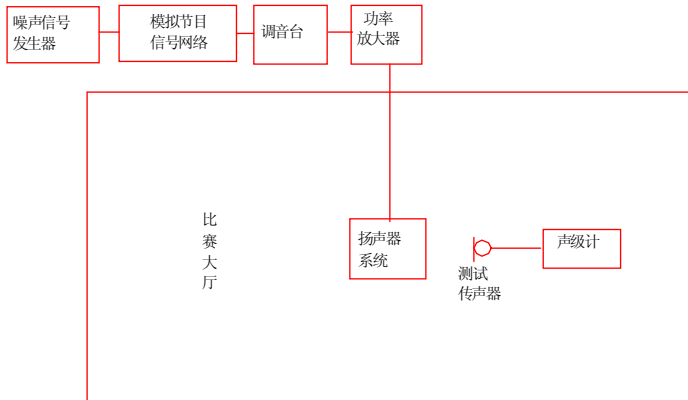 噪声信号
发生器
模拟节目
信号网络
调音台
功率
放大器
比
赛
大
厅
扬声器
系统
测试
传声器
声级计